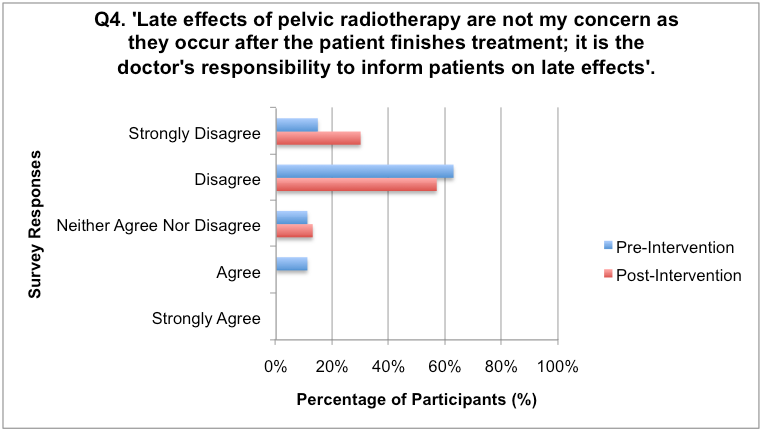 Q4. 'Late effects of pelvic radiotherapy are not my concern as
they occur after the patient finishes treatment; it is the
doctor's responsibility to inform patients on late effects'.
Survey Responses
Strongly Disagree
Disagree
Neither Agree Nor Disagree
Agree
Strongly Agree
Pre-Intervention
Post-Intervention
0% 20% 40% 60% 80% 100%
Percentage of Participants (%)